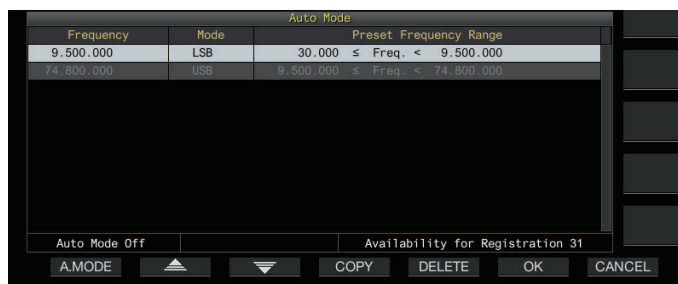 Auto Mode
Frequency Mode Preset Frequency Range
9.500.000 LSB 30.000 ≤ Freq. < 9.500.000
74.800.000 USB 9.500.000 ≤ Freq. < 74.800.000
Auto Mode Off Availability for Registration 31
A.MODE COPY DELETE OK CANCEL